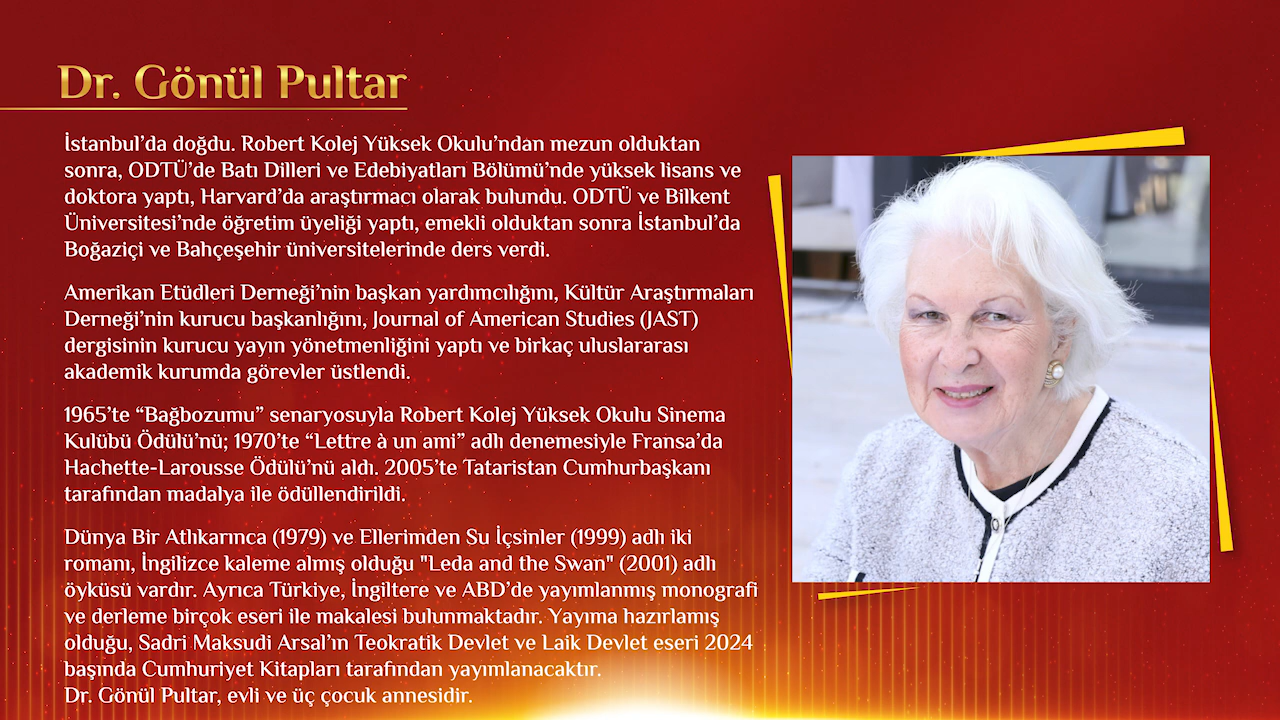 Dr. Gönül Pultar
İstanbul’da doğdu. Robert Kolej Yüksek Okulu’ndan mezun olduktan
sonra, ODTÜ’de Batı Dilleri ve Edebiyatları Bölümü’nde yüksek lisans ve
doktora yaptı, Harvard’da araştırmacı olarak bulundu. ODTÜ ve Bilkent
Üniversitesi’nde öğretim üyeliği yaptı, emekli olduktan sonra İstanbul’da
Boğaziçi ve Bahçeşehir üniversitelerinde ders verdi.
Amerikan Etüdleri Derneği’nin başkan yardımcılığını, Kültür Araştırmaları
Derneği’nin kurucu başkanlığını, Journal of American Studies (JAST)
dergisinin kurucu yayın yönetmenliğini yaptı ve birkaç uluslararası
akademik kurumda görevler üstlendi.
1965’te “Bağbozumu” senaryosuyla Robert Kolej Yüksek Okulu Sinema
Kulübü Ödülü’nü; 1970’te “Lettre à un ami” adlı denemesiyle Fransa’da
Hachette-Larousse Ödülü’nü aldı. 2005’te Tataristan Cumhurbaşkanı
tarafından madalya ile ödüllendirildi.
Dünya Bir Atlıkarınca (1979) ve Ellerimden Su İçsinler (1999) adlı iki
romanı, İngilizce kaleme almış olduğu "Leda and the Swan" (2001) adlı
öyküsü vardır. Ayrıca Türkiye, İngiltere ve ABD’de yayımlanmış monografi
ve derleme birçok eseri ile makalesi bulunmaktadır. Yayıma hazırlamış
olduğu, Sadri Maksudi Arsal’ın Teokratik Devlet ve Laik Devlet eseri 2024
başında Cumhuriyet Kitapları tarafından yayımlanacaktır.
Dr. Gönül Pultar, evli ve üç çocuk annesidir.